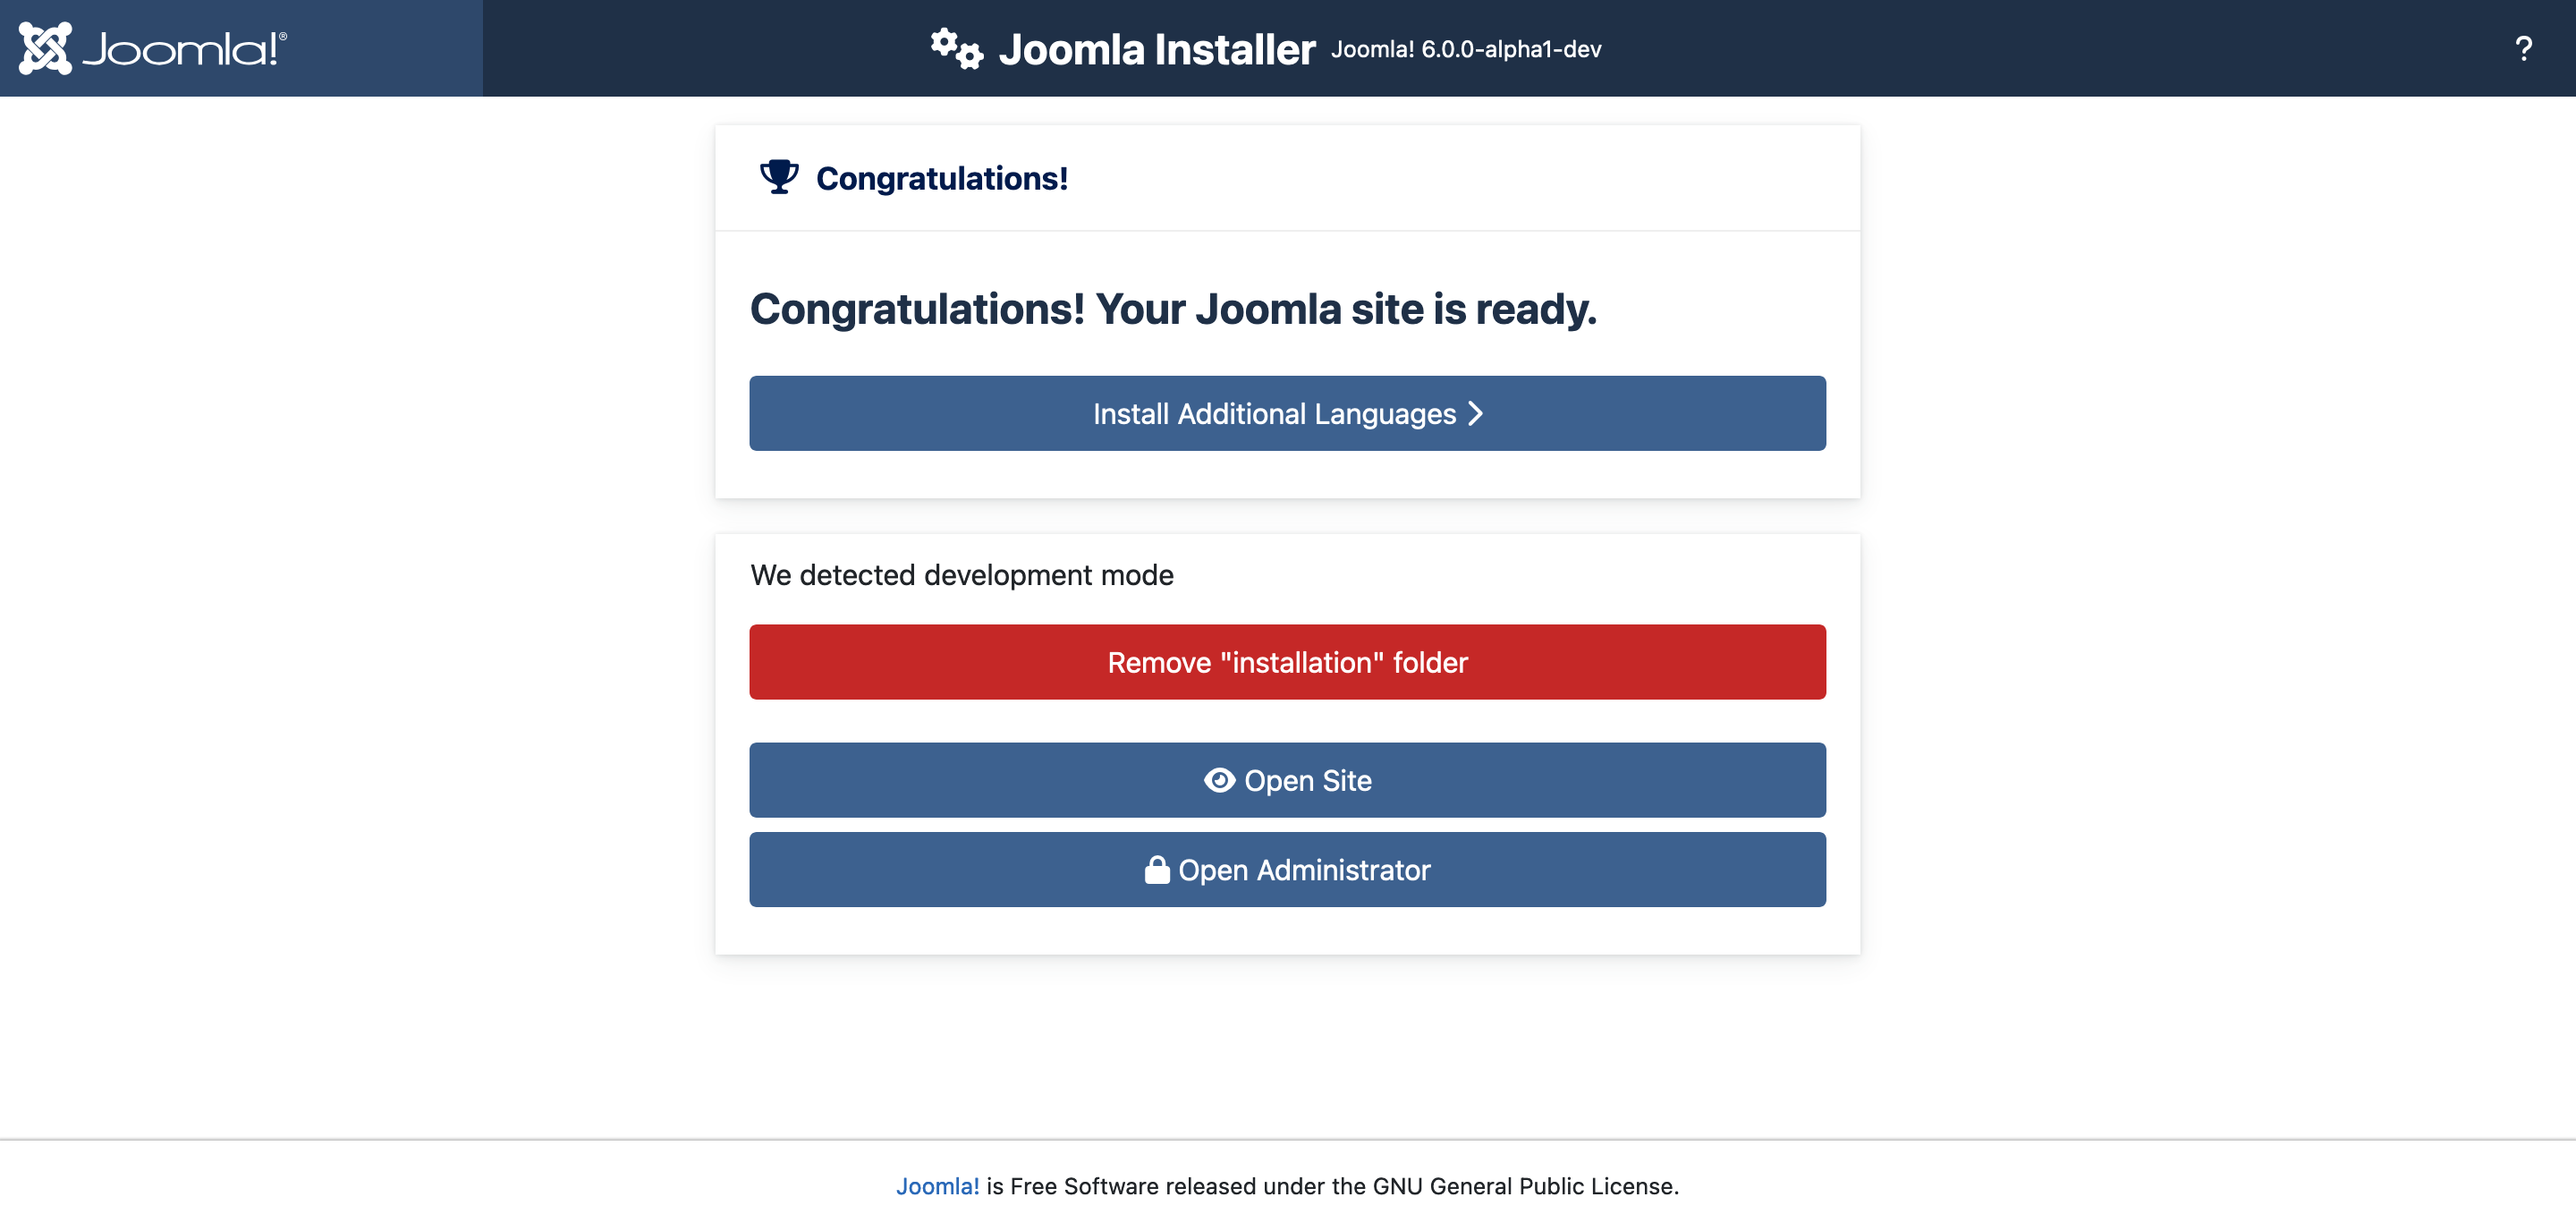 Joomla!®
Joomla Installer Joomla! 6.0.0-alpha1-dev ?
Congratulations!
Congratulations! Your Joomla site is ready.
Install Additional Languages
We detected development mode
Remove "installation" folder
Open Site
Open Administrator
Joomla! is Free Software released under the GNU General Public License.